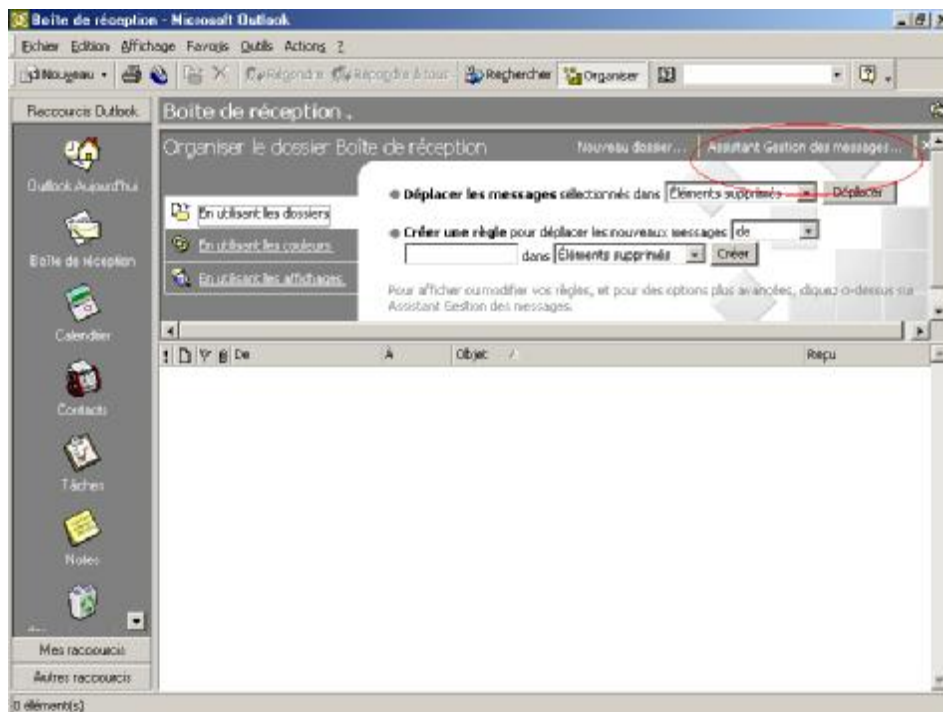 Boîte de réception - Microsoft Outlook
Fichier Edition Affichage Favoris Outils Actions ?
Nouveau Répondre Répondre à tous Rechercher Organiser
Raccourcis Outlook
Boîte de réception .
Organiser le dossier Boîte de réception Nouveau dossier... Assistant Gestion des messages...
Outlook Aujourd'hui
Boîte de réception
Calendrier
Contacts
Tâches
Notes
Mes raccourcis
Autres raccourcis
En utilisant les dossiers
En utilisant les couleurs
En utilisant les affichages
Déplacer les messages sélectionnés dans Éléments supprimés Déplacer
Créer une règle pour déplacer les nouveaux messages de
dans Éléments supprimés Créer
Pour afficher ou modifier vos règles, et pour des options plus avancées, cliquez ci-dessus sur
Assistant Gestion des messages.
! De À Objet Reçu
0 élément(s)